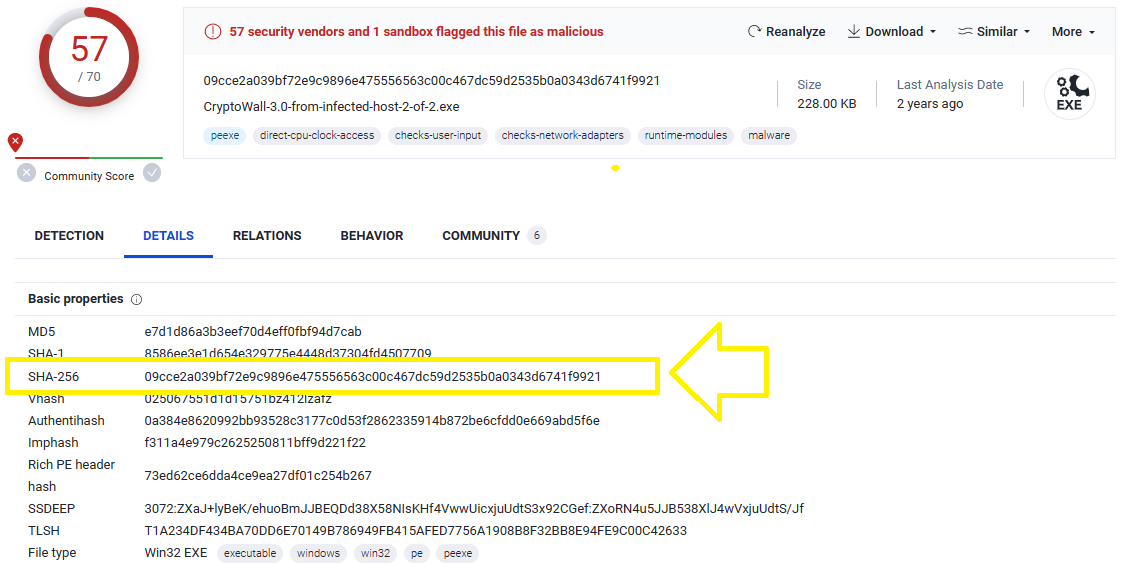 57
/ 70
Community Score
57 security vendors and 1 sandbox flagged this file as malicious
Reanalyze Download Similar More
09cce2a039bf72e9c9896e475556563c00c467dc59d2535b0a0343d6741f9921
CryptoWall-3.0-from-infected-host-2-of-2.exe
peexe direct-cpu-clock-access checks-user-input checks-network-adapters runtime-modules malware
Size
228.00 KB
Last Analysis Date
2 years ago
EXE
DETECTION DETAILS RELATIONS BEHAVIOR COMMUNITY 6
Basic properties
MD5 e7d1d86a3b3eef70d4eff0fbf94d7cab
SHA-1 8586ee3e1d654e329775e4448d37304fd4507709
SHA-256 09cce2a039bf72e9c9896e475556563c00c467dc59d2535b0a0343d6741f9921
Vhash 025067551d1d15751bz412lzafz
Authentihash 0a384e8620992bb93528c3177c0d53f2862335914b872be6cfdd0e669abd5f6e
Imphash f311a4e979c2625250811bff9d221f22
Rich PE header
hash 73ed62ce6dda4ce9ea27df01c254b267
SSDEEP 3072:ZXaJ+lyBeK/ehuoBmJJBEQDd38X58NIsKHf4VwwUicxjuUdtS3x92CGef:ZXoRN4u5JJB538XlJ4wVxjuUdtS/Jf
TLSH T1A234DF434BA70DD6E70149B786949FB415AFED7756A1908B8F32BB8E94FE9C00C42633
File type Win32 EXE executable windows win32 pe peexe